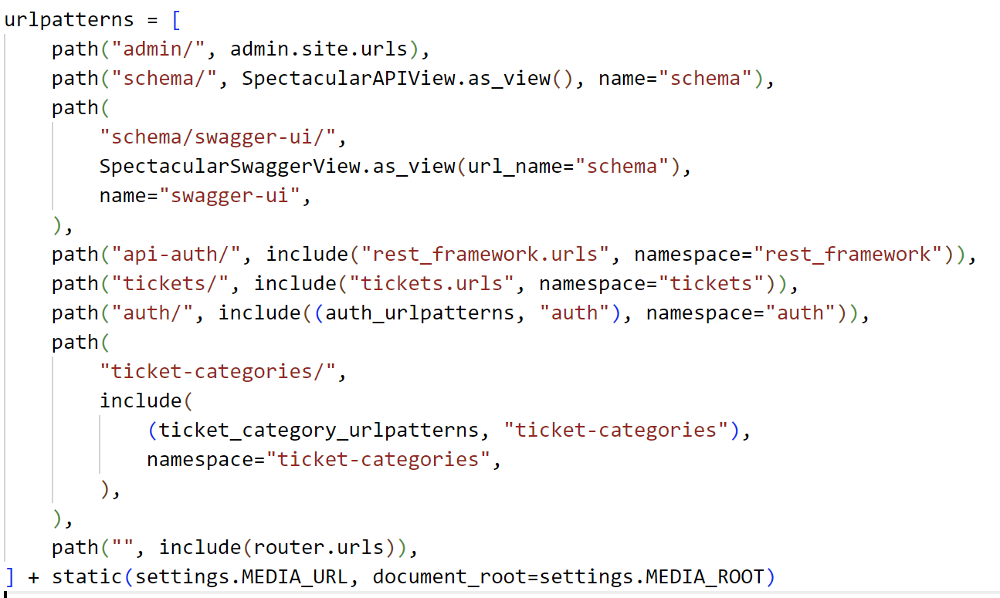 urlpatterns = [
    path("admin/", admin.site.urls),
    path("schema/", SpectacularAPIView.as_view(), name="schema"),
    path(
        "schema/swagger-ui/",
        SpectacularSwaggerView.as_view(url_name="schema"),
        name="swagger-ui",
    ),
    path("api-auth/", include("rest_framework.urls", namespace="rest_framework")),
    path("tickets/", include("tickets.urls", namespace="tickets")),
    path("auth/", include((auth_urlpatterns, "auth"), namespace="auth")),
    path(
        "ticket-categories/",
        include(
            (ticket_category_urlpatterns, "ticket-categories"),
            namespace="ticket-categories",
        ),
    ),
    path("", include(router.urls)),
] + static(settings.MEDIA_URL, document_root=settings.MEDIA_ROOT)